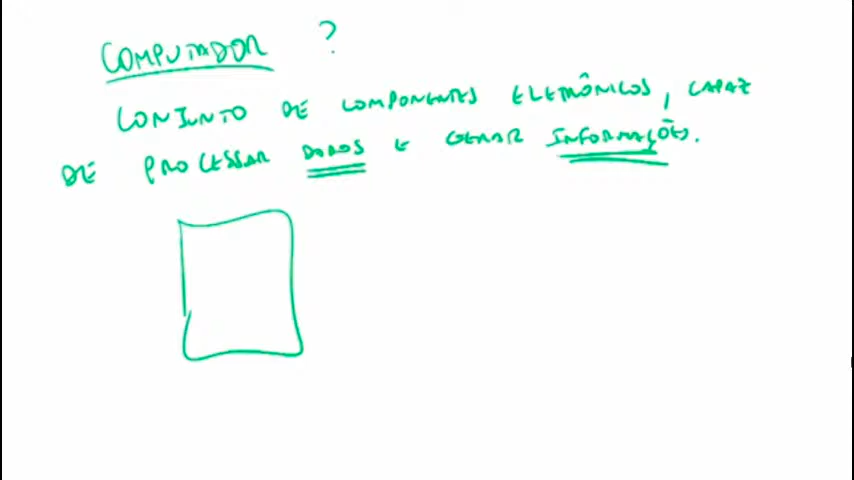 COMPUTADOR ?
CONJUNTO DE COMPONENTES ELETRÔNICOS, CAPAZ
DE PROCESSAR DADOS E GERAR INFORMAÇÕES.